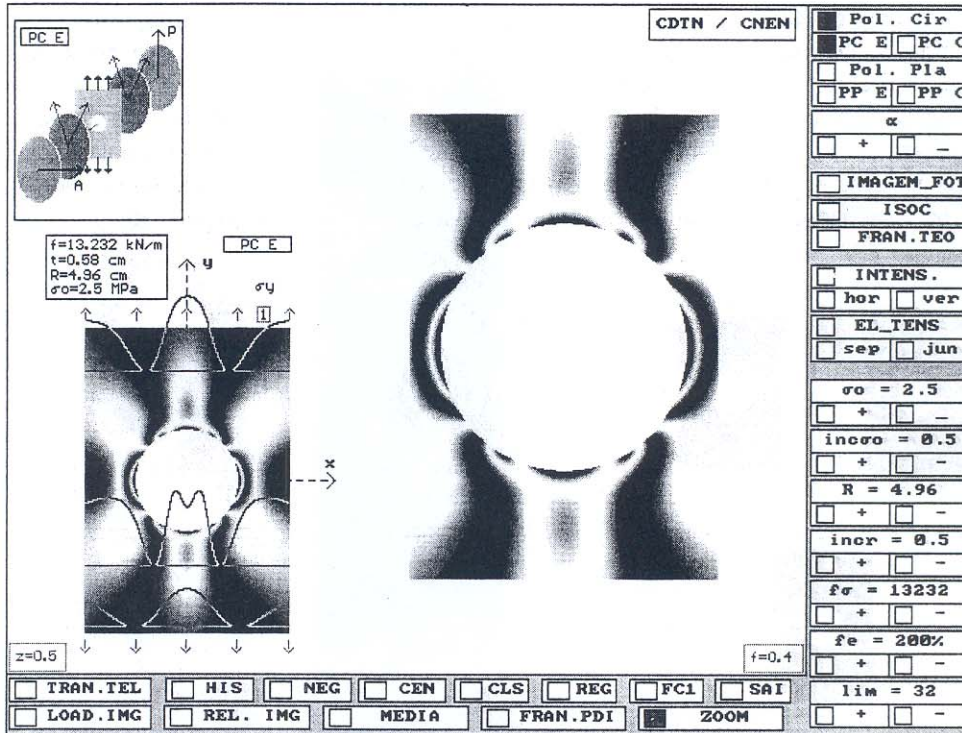 PC E
P
A
CDTN / CNEN
f=13.232 kN/m
t=0.58 cm
R=4.96 cm
σo=2.5 MPa
PC E
y
σy
1
x
z=0.5
f=0.4
Pol. Cir
PC E PC C
Pol. Pla
PP E PP C
α
+ _
IMAGEM_FOT
ISOC
FRAN.TEO
INTENS.
hor ver
EL_TENS
sep jun
σo = 2.5
+ _
incσo = 0.5
+ -
R = 4.96
+ -
incr = 0.5
+ -
fσ = 13232
+ -
fe = 200%
+ -
lim = 32
+ -
TRAN.TEL HIS NEG CEN CLS REG FC1 SAI
LOAD.IMG REL. IMG MEDIA FRAN.PDI ZOOM